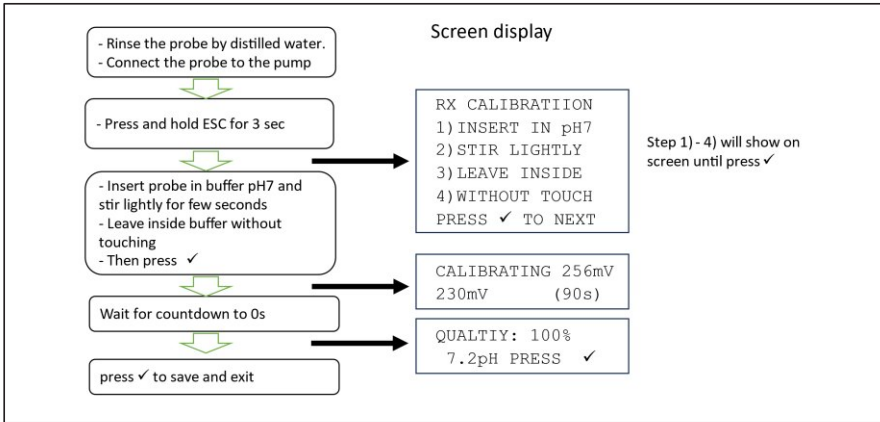 Screen display
- Rinse the probe by distilled water.
- Connect the probe to the pump
- Press and hold ESC for 3 sec
RX CALIBRATIION
1)INSERT IN pH7
2)STIR LIGHTLY
3)LEAVE INSIDE
4)WITHOUT TOUCH
PRESS ✓ TO NEXT
Step 1) - 4) will show on
screen until press ✓
- Insert probe in buffer pH7 and
stir lightly for few seconds
- Leave inside buffer without
touching
- Then press ✓
CALIBRATING 256mV
230mV (90s)
Wait for countdown to 0s
QUALTIY: 100%
7.2pH PRESS ✓
press ✓ to save and exit